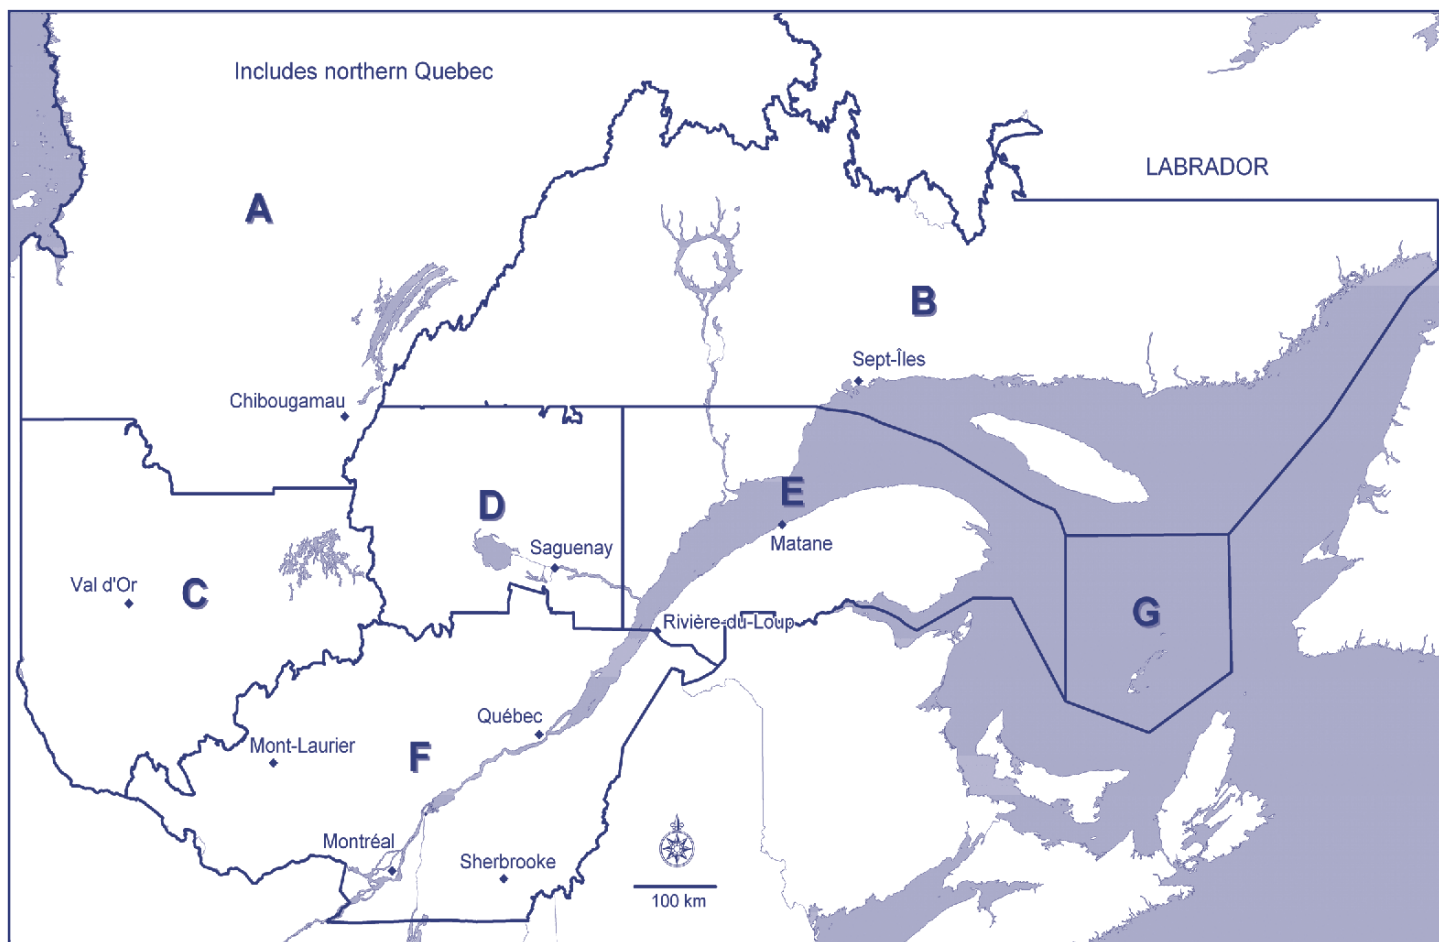 Includes northern Quebec
LABRADOR
A
B
Sept-Îles
Chibougamau
D
E
Saguenay
Matane
Val d'Or
C
G
Rivière-du-Loup
Québec
Mont-Laurier
F
Montréal
Sherbrooke
100 km